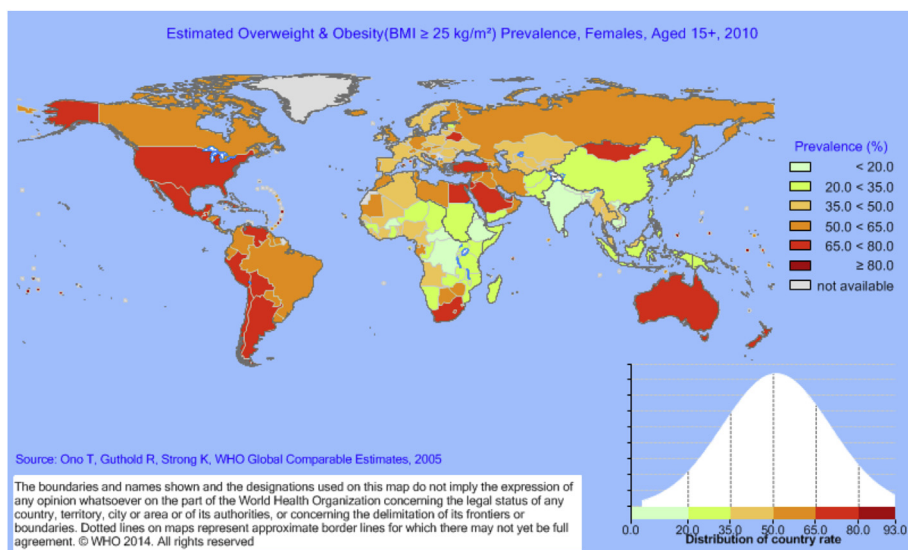 Estimated Overweight & Obesity(BMI ≥ 25 kg/m²) Prevalence, Females, Aged 15+, 2010
Prevalence (%)
< 20.0
20.0 < 35.0
35.0 < 50.0
50.0 < 65.0
65.0 < 80.0
≥ 80.0
not available
Source: Ono T, Guthold R, Strong K, WHO Global Comparable Estimates, 2005
The boundaries and names shown and the designations used on this map do not imply the expression of
any opinion whatsoever on the part of the World Health Organization concerning the legal status of any
country, territory, city or area or of its authorities, or concerning the delimitation of its frontiers or
boundaries. Dotted lines on maps represent approximate border lines for which there may not yet be full
agreement. © WHO 2014. All rights reserved
0.0 20.0 35.0 50.0 65.0 80.0 93.0
Distribution of country rate